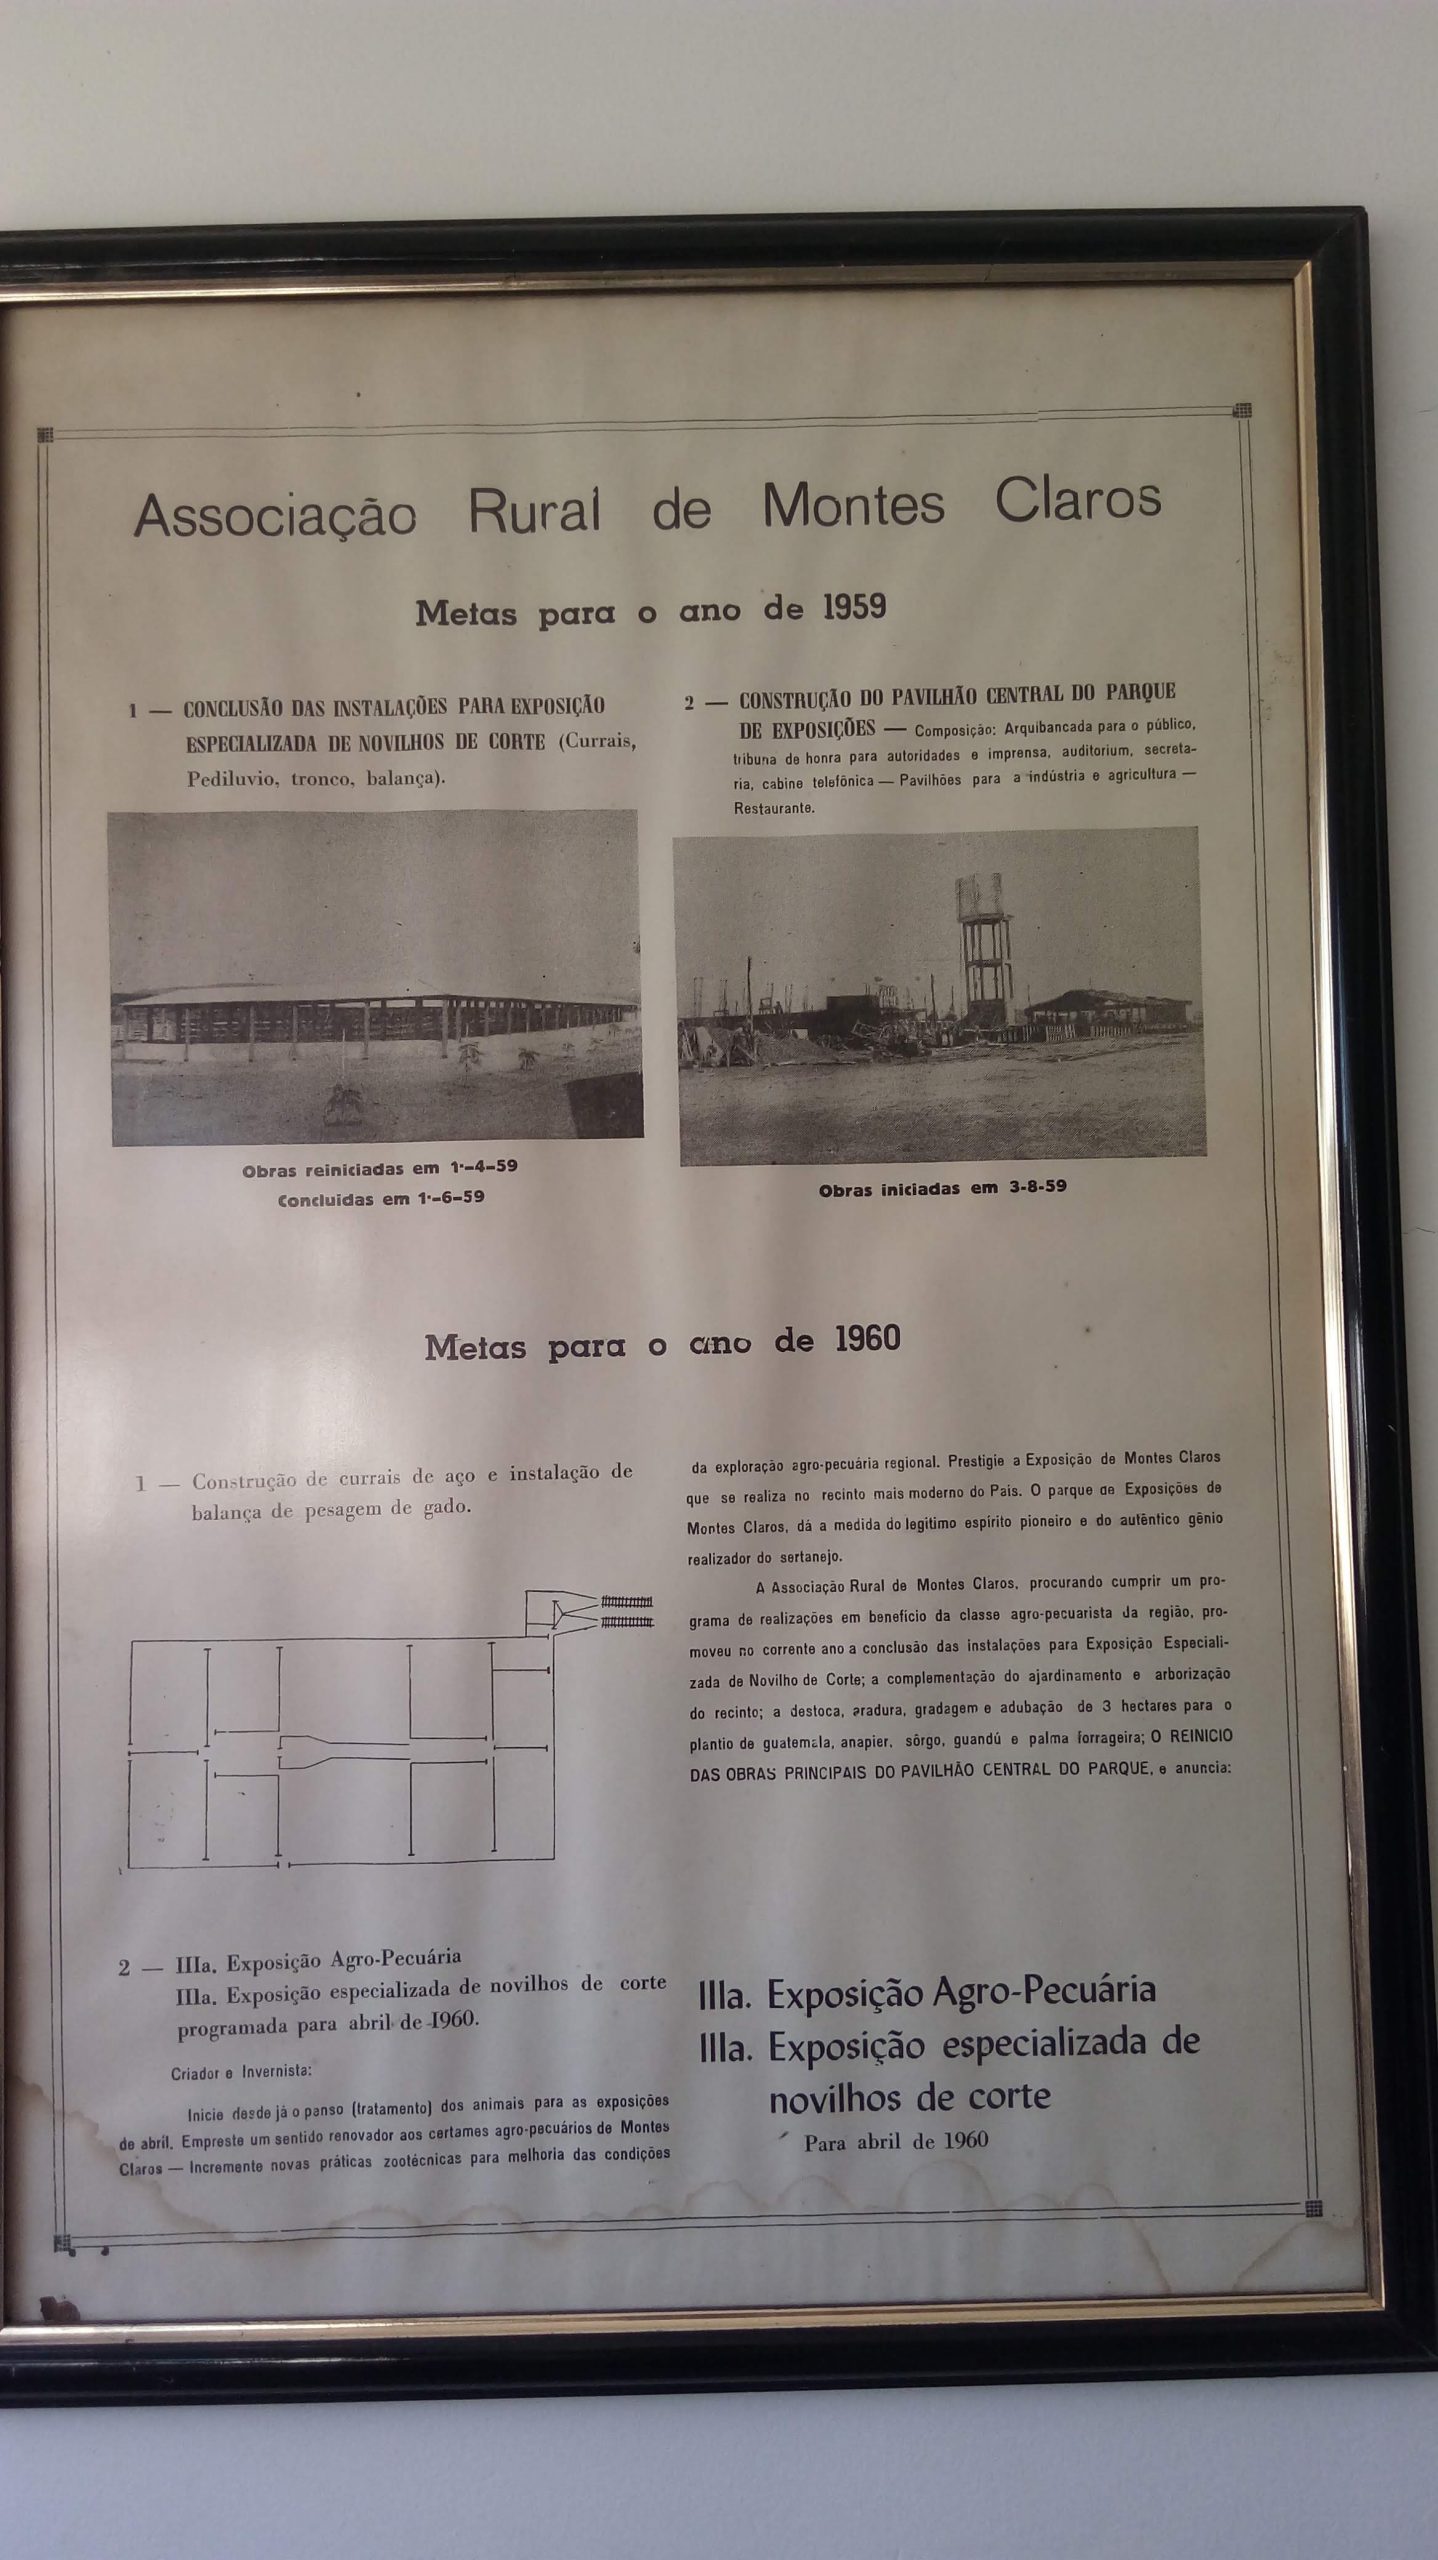 Associação Rural de Montes Claros
Metas para o ano de 1959
1 — CONCLUSÃO DAS INSTALAÇÕES PARA EXPOSIÇÃO
ESPECIALIZADA DE NOVILHOS DE CORTE (Currais,
Pediluvio, tronco, balança).
2 — CONSTRUÇÃO DO PAVILHÃO CENTRAL DO PARQUE
DE EXPOSIÇÕES — Composição: Arquibancada para o público,
tribuna de honra para autoridades e imprensa, auditorium, secreta-
ria, cabine telefônica — Pavilhões para a indústria e agricultura —
Restaurante.
Obras reiniciadas em 1·-4-59
Concluidas em 1·-6-59
Obras iniciadas em 3-8-59
Metas para o ano de 1960
1 — Construção de currais de aço e instalação de
balança de pesagem de gado.
2 — IIIa. Exposição Agro-Pecuária
IIIa. Exposição especializada de novilhos de corte
programada para abril de 1960.
Criador e Invernista:
Inicie desde já o panso (tratamento) dos animais para as exposições
de abríl. Empreste um sentido renovador aos certames agro-pecuários de Montes
Claros — Incremente novas práticas zootécnicas para melhoria das condições
da exploração agro-pecuária regional. Prestigie a Exposição de Montes Claros
que se realiza no recinto mais moderno do Pais. O parque de Exposições de
Montes Claros, dá a medida do legitimo espírito pioneiro e do autêntico gênio
realizador do sertanejo.
A Associação Rural de Montes Claros, procurando cumprir um pro-
grama de realizações em benefício da classe agro-pecuarista da região, pro-
moveu no corrente ano a conclusão das instalações para Exposição Especiali-
zada de Novilho de Corte; a complementação do ajardinamento e arborização
do recinto; a destoca, aradura, gradagem e adubação de 3 hectares para o
plantio de guatemala, anapier, sôrgo, guandú e palma forrageira; O REINICIO
DAS OBRAS PRINCIPAIS DO PAVILHÃO CENTRAL DO PARQUE, e anuncia:
IIIa. Exposição Agro-Pecuária
IIIa. Exposição especializada de
novilhos de corte
Para abril de 1960